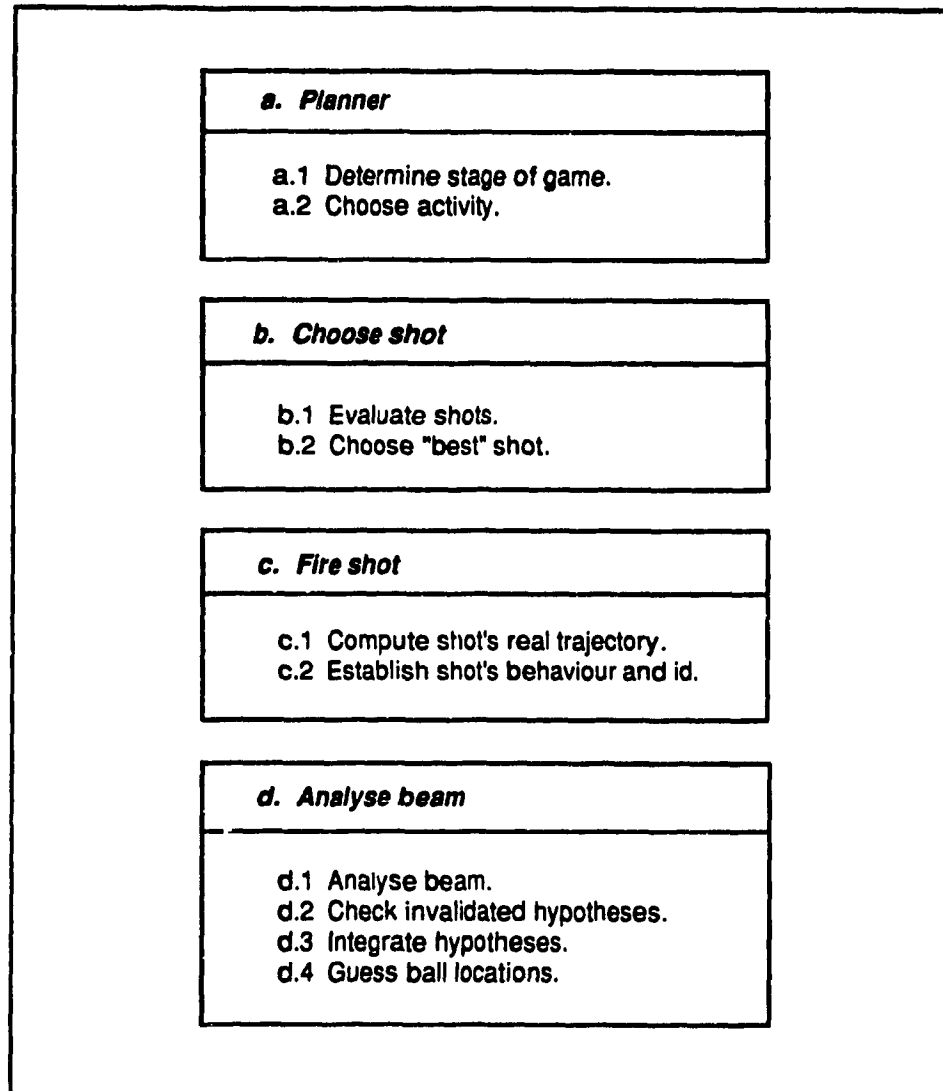 a. Planner
a.1 Determine stage of game.
a.2 Choose activity.
b. Choose shot
b.1 Evaluate shots.
b.2 Choose "best" shot.
c. Fire shot
c.1 Compute shot's real trajectory.
c.2 Establish shot's behaviour and id.
d. Analyse beam
d.1 Analyse beam.
d.2 Check invalidated hypotheses.
d.3 Integrate hypotheses.
d.4 Guess ball locations.